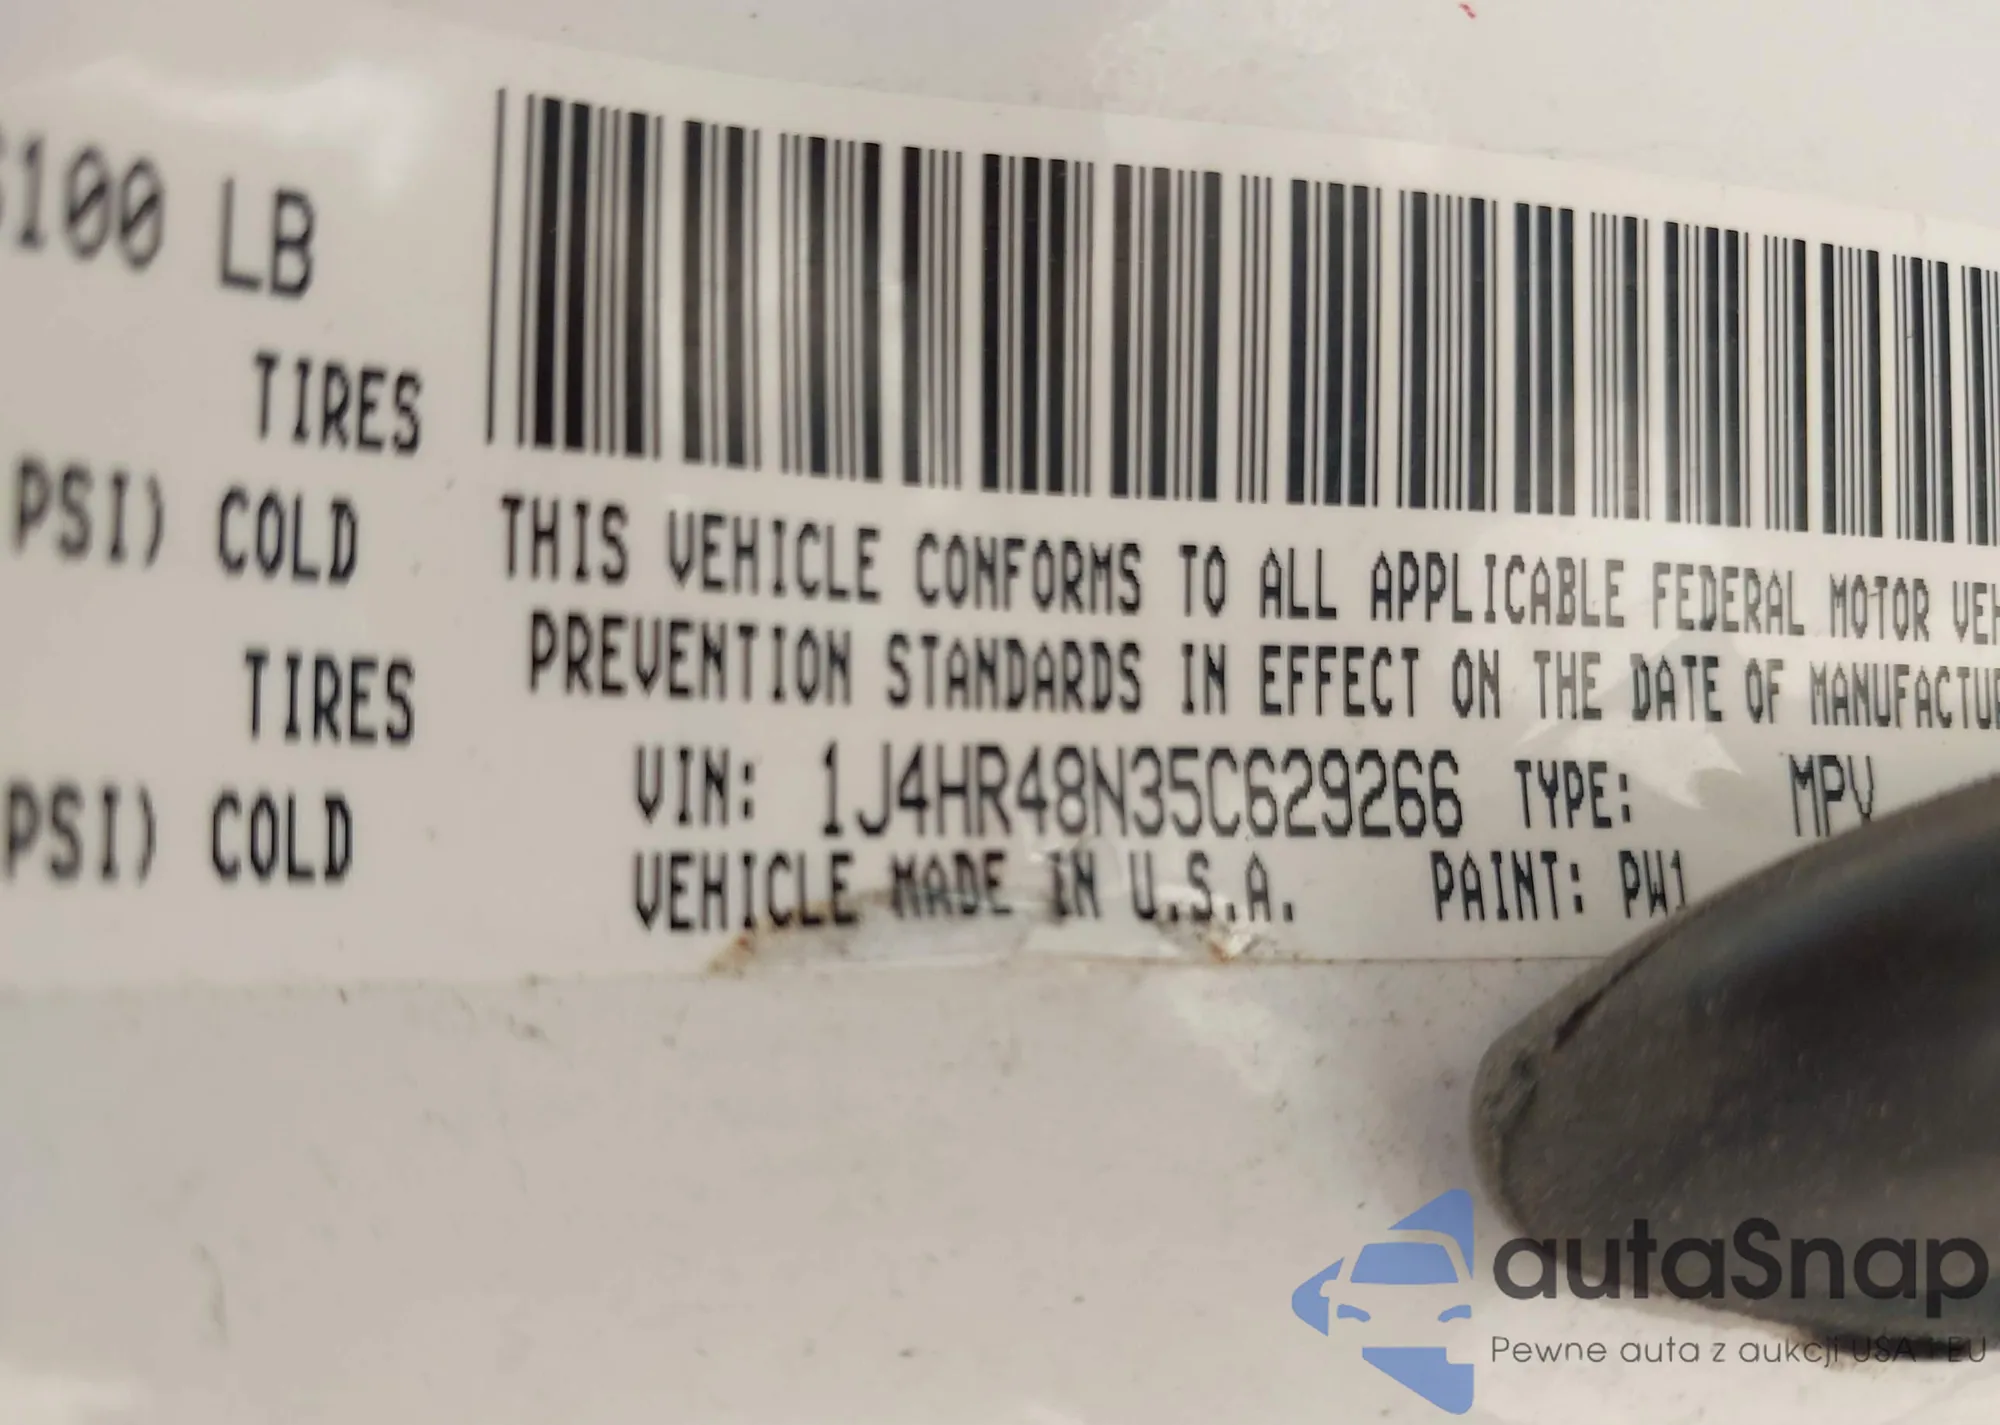 6100 LB
TIRES
PSI) COLD
TIRES
PSI) COLD
THIS VEHICLE CONFORMS TO ALL APPLICABLE FEDERAL MOTOR VEH
PREVENTION STANDARDS IN EFFECT ON THE DATE OF MANUFACTUR
VIN: 1J4HR48N35C629266 TYPE: MPV
VEHICLE MADE IN U.S.A. PAINT: PW1
autaSnap
Pewne auta z aukcji USA i EU